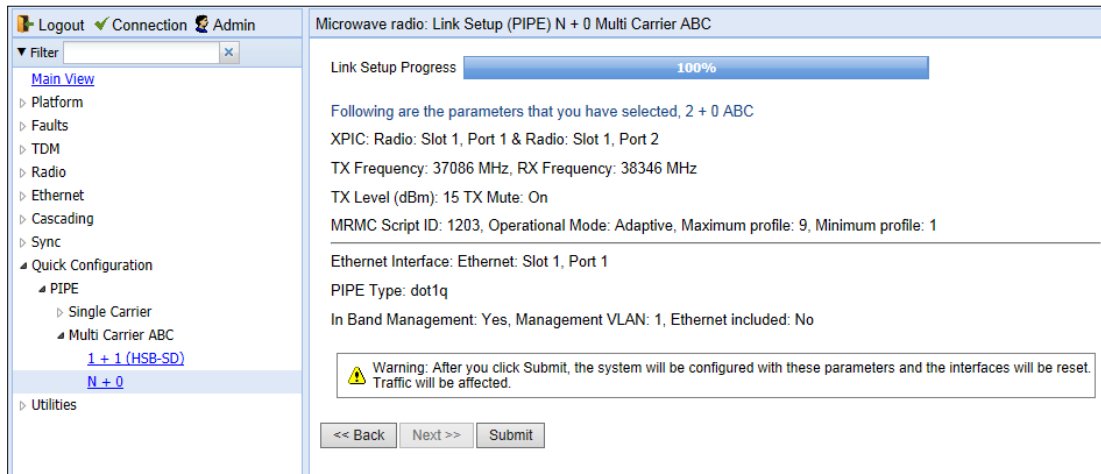 Logout Connection Admin
Filter
Main View
Platform
Faults
TDM
Radio
Ethernet
Cascading
Sync
Quick Configuration
PIPE
Single Carrier
Multi Carrier ABC
1 + 1 (HSB-SD)
N + 0
Utilities
Microwave radio: Link Setup (PIPE) N + 0 Multi Carrier ABC
Link Setup Progress 100%
Following are the parameters that you have selected, 2 + 0 ABC
XPIC: Radio: Slot 1, Port 1 & Radio: Slot 1, Port 2
TX Frequency: 37086 MHz, RX Frequency: 38346 MHz
TX Level (dBm): 15 TX Mute: On
MRMC Script ID: 1203, Operational Mode: Adaptive, Maximum profile: 9, Minimum profile: 1
Ethernet Interface: Ethernet: Slot 1, Port 1
PIPE Type: dot1q
In Band Management: Yes, Management VLAN: 1, Ethernet included: No
Warning: After you click Submit, the system will be configured with these parameters and the interfaces will be reset.
Traffic will be affected.
<< Back Next >> Submit